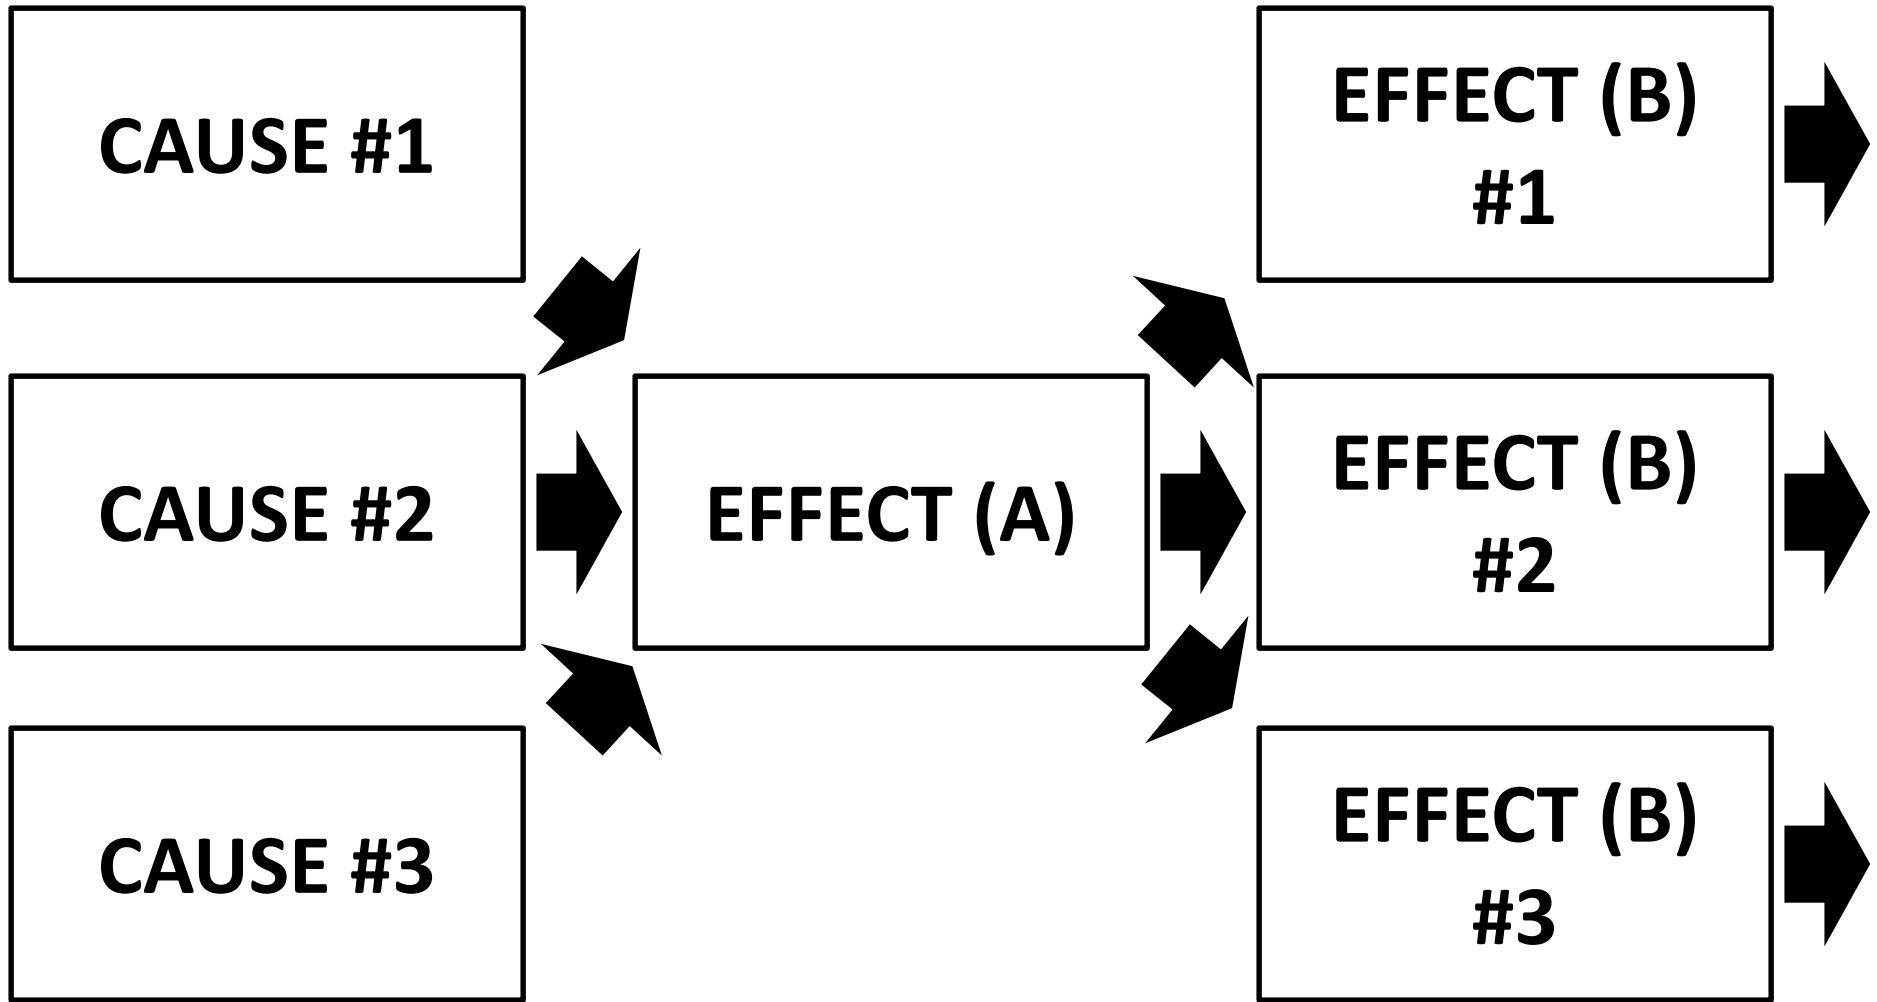 CAUSE #1
EFFECT (B)
#1
CAUSE #2
EFFECT (A)
EFFECT (B)
#2
CAUSE #3
EFFECT (B)
#3